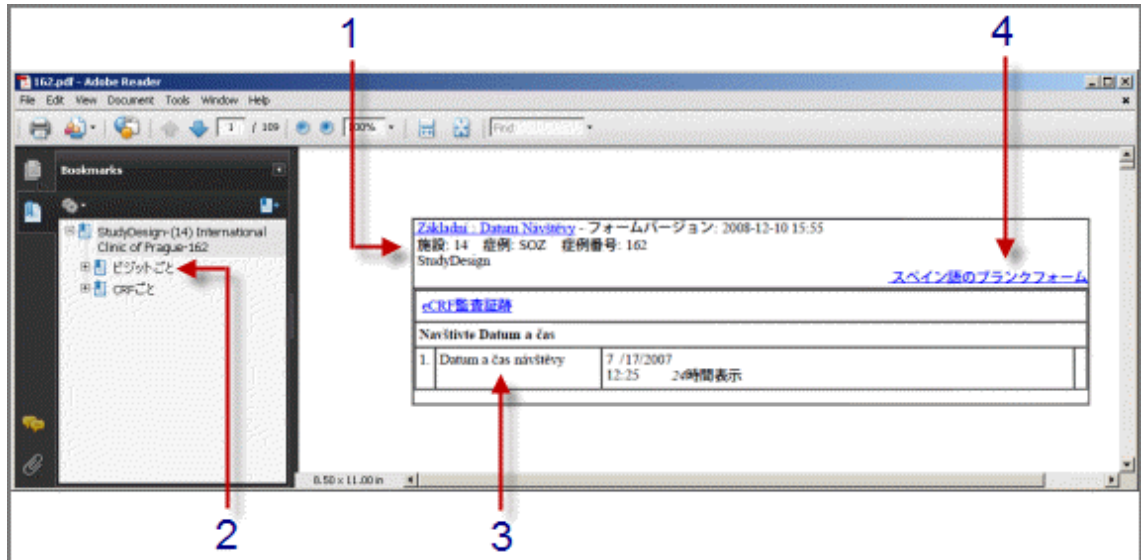 1
4
162.pdf - Adobe Reader
File Edit View Document Tools Window Help
1 / 109
100%
Find
Bookmarks
StudyDesign-(14) International
Clinic of Prague-162
ビジットごと
CRFごと
Základní : Datum Návštěvy - フォームバージョン: 2008-12-10 15:55
施設: 14 症例: SOZ 症例番号: 162
StudyDesign
スペイン語のブランクフォーム
eCRF監査証跡
Navštivte Datum a čas
1. Datum a čas návštěvy 7 /17/2007
12:25 24時間表示
8.50 x 11.00 in
2
3